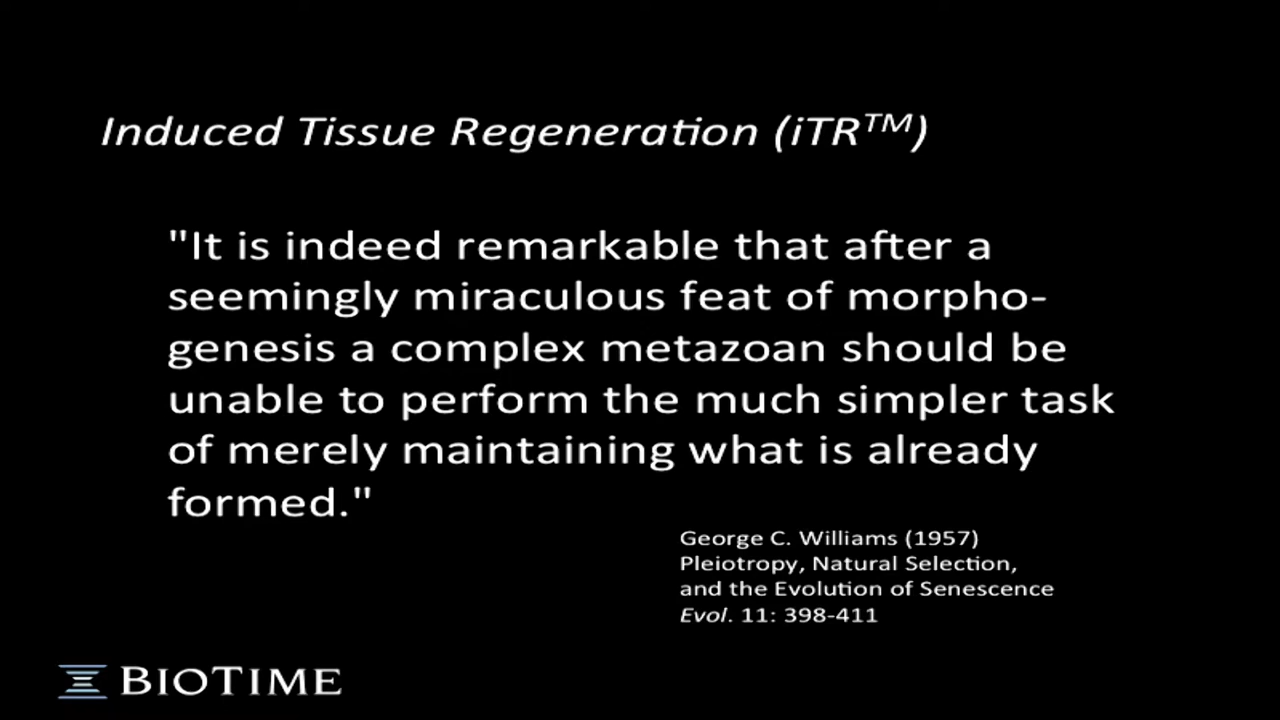 Induced Tissue Regeneration (iTR™)
"It is indeed remarkable that after a
seemingly miraculous feat of morpho-
genesis a complex metazoan should be
unable to perform the much simpler task
of merely maintaining what is already
formed."
George C. Williams (1957)
Pleiotropy, Natural Selection,
and the Evolution of Senescence
Evol. 11: 398-411
BIOTIME